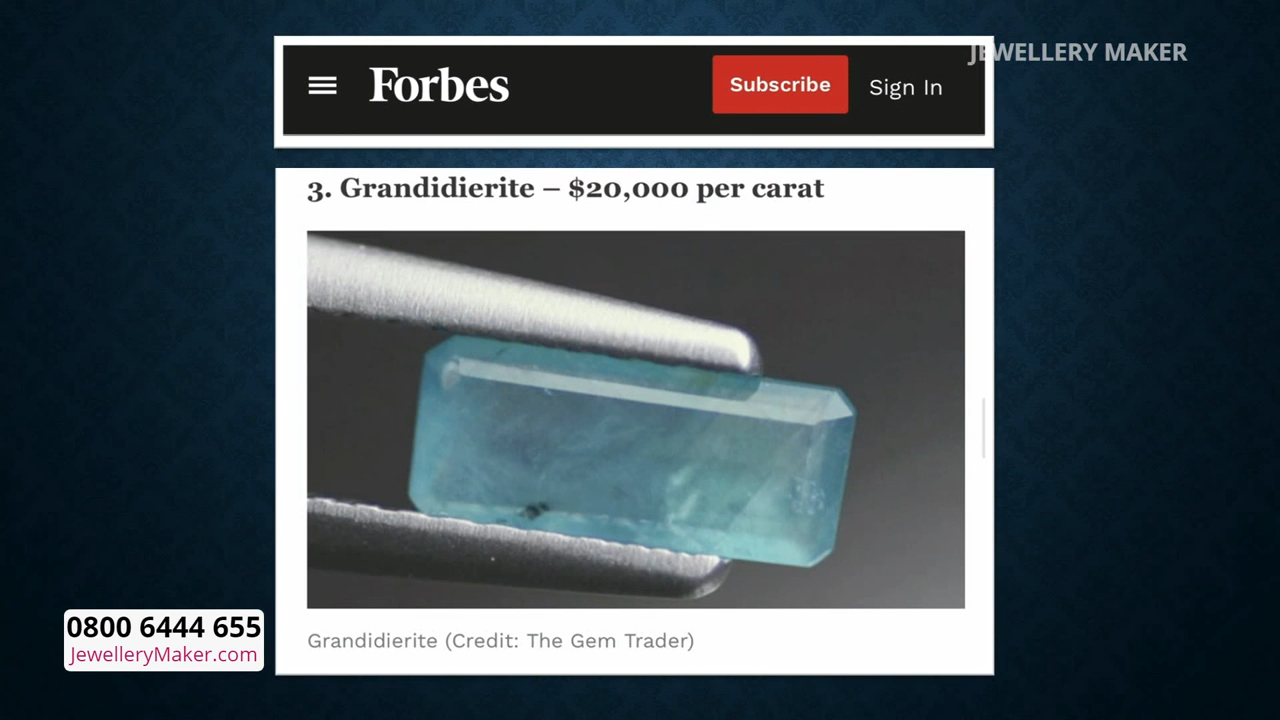 JEWELLERY MAKER
Forbes
Subscribe
Sign In
3. Grandidierite – $20,000 per carat
Grandidierite (Credit: The Gem Trader)
0800 6444 655
JewelleryMaker.com